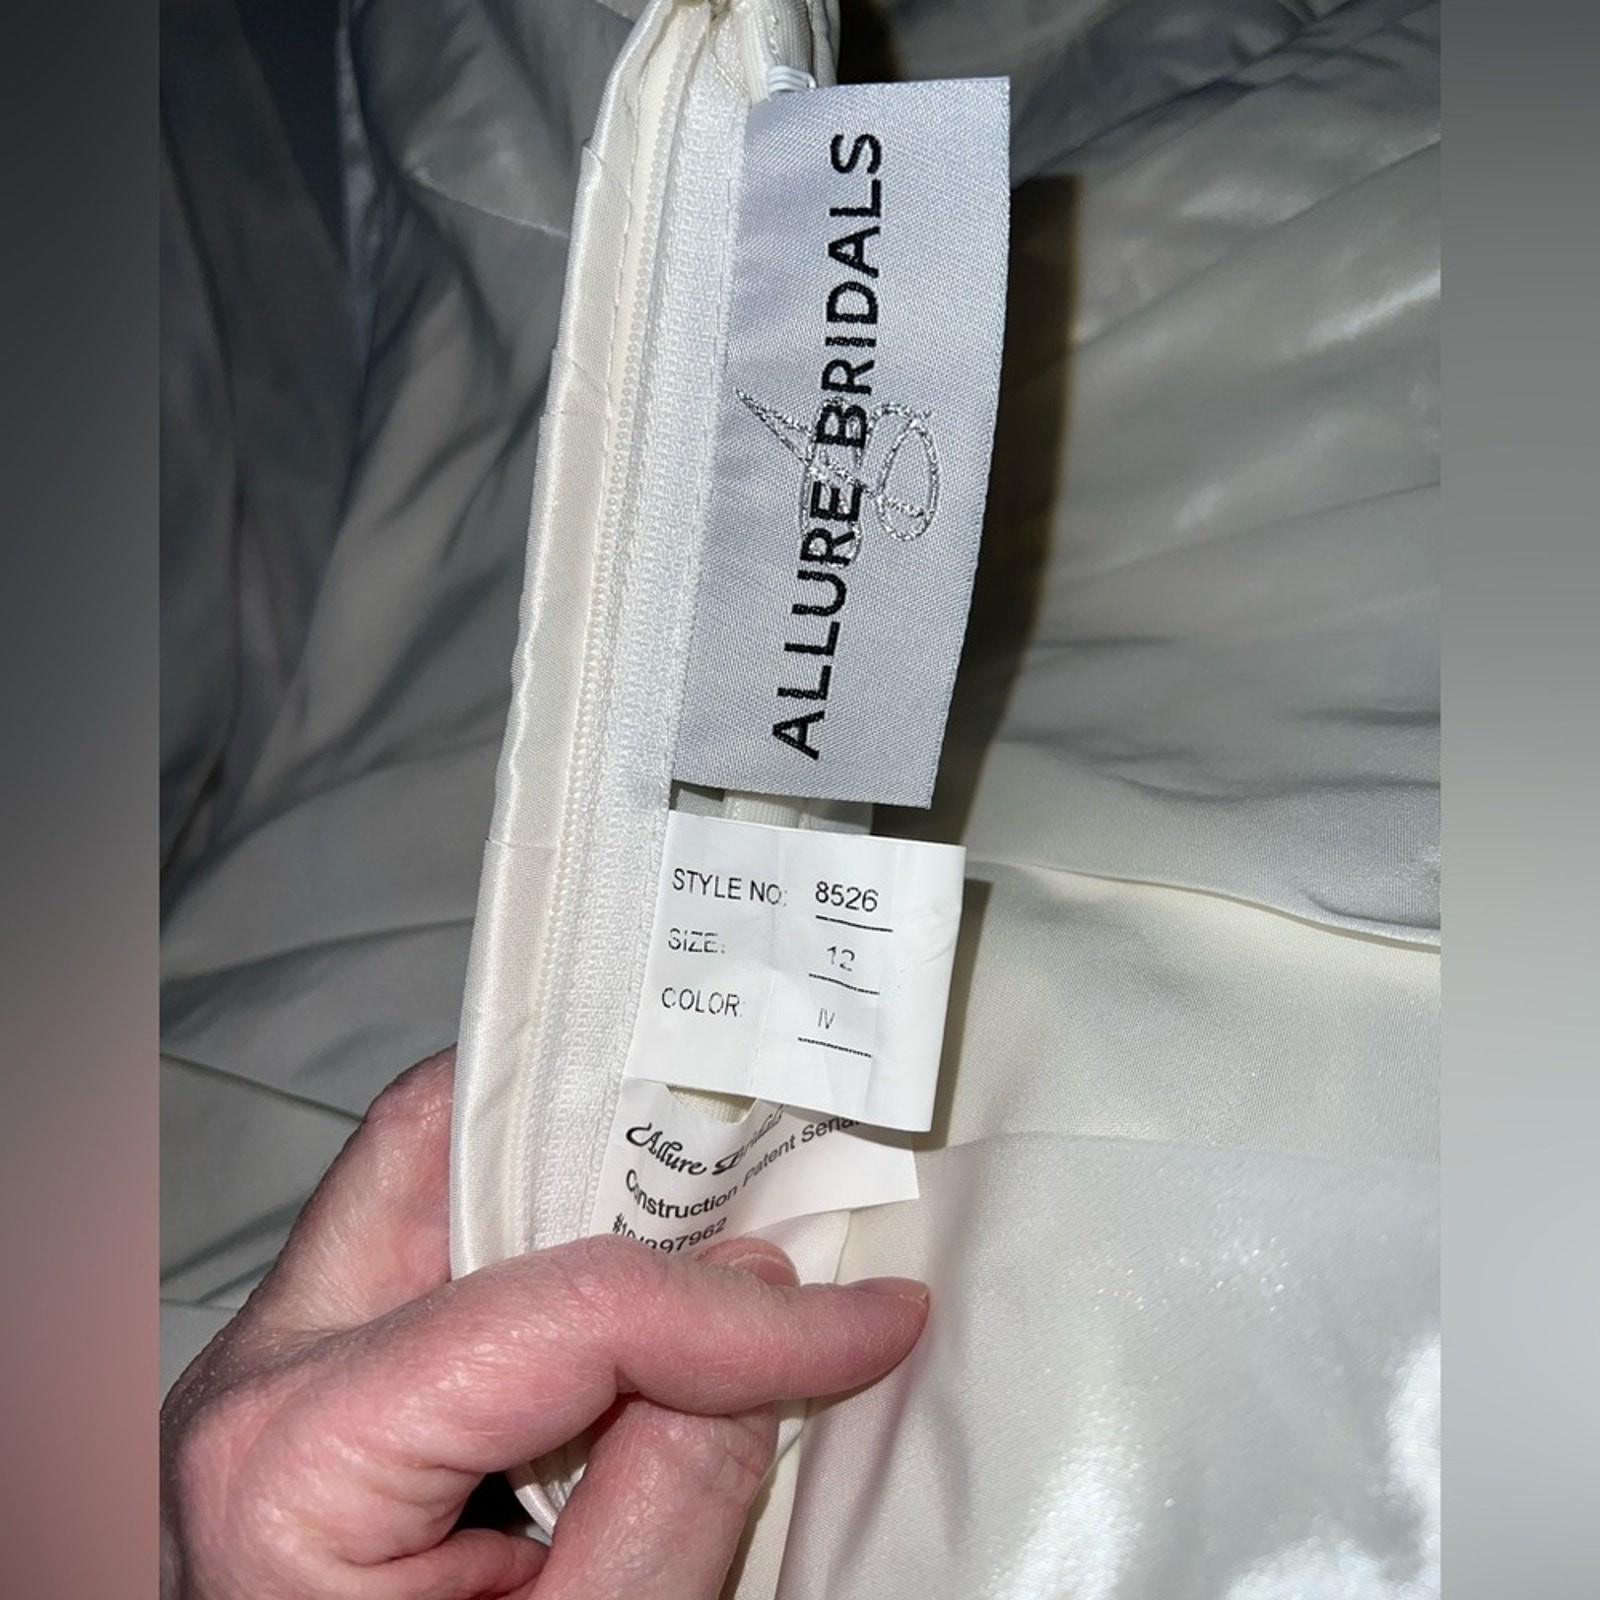 ALLURE BRIDALS
STYLE NO: 8526
SIZE: 12
COLOR: IV
Allure Bridals
Construction Patent Serial